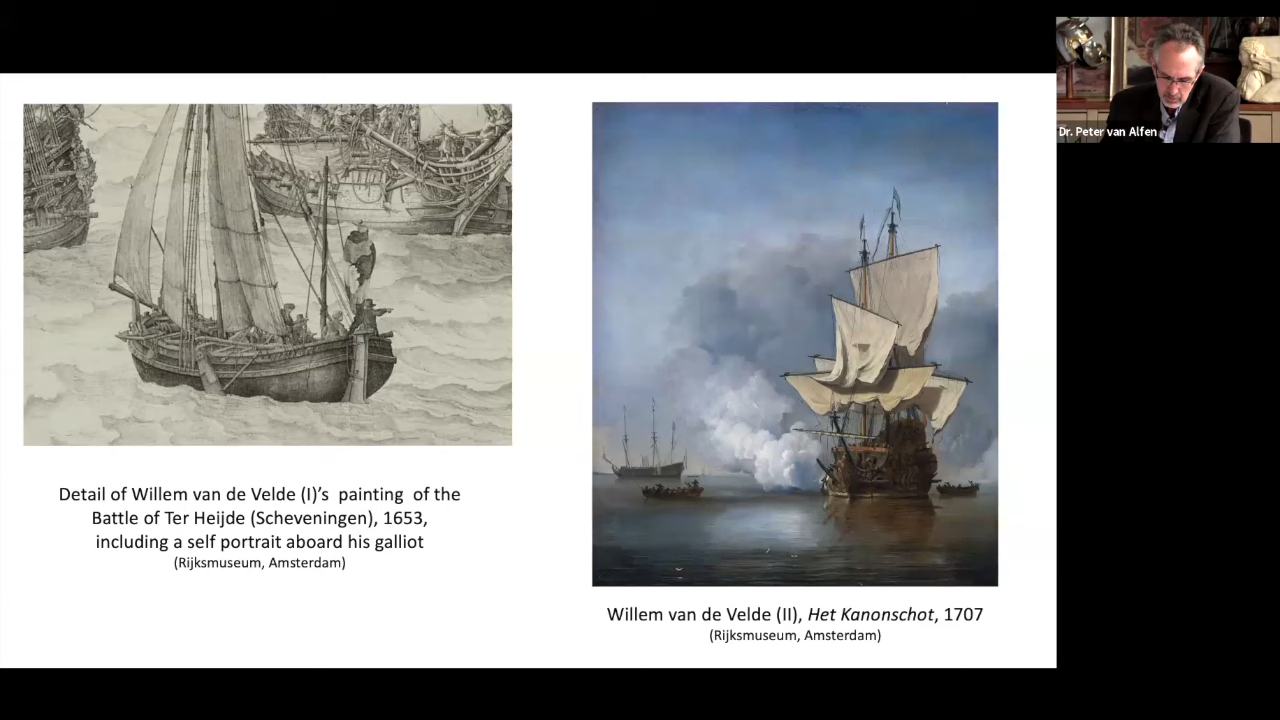 Dr. Peter van Alfen
Detail of Willem van de Velde (I)’s painting of the
Battle of Ter Heijde (Scheveningen), 1653,
including a self portrait aboard his galliot
(Rijksmuseum, Amsterdam)
Willem van de Velde (II), Het Kanonschot, 1707
(Rijksmuseum, Amsterdam)